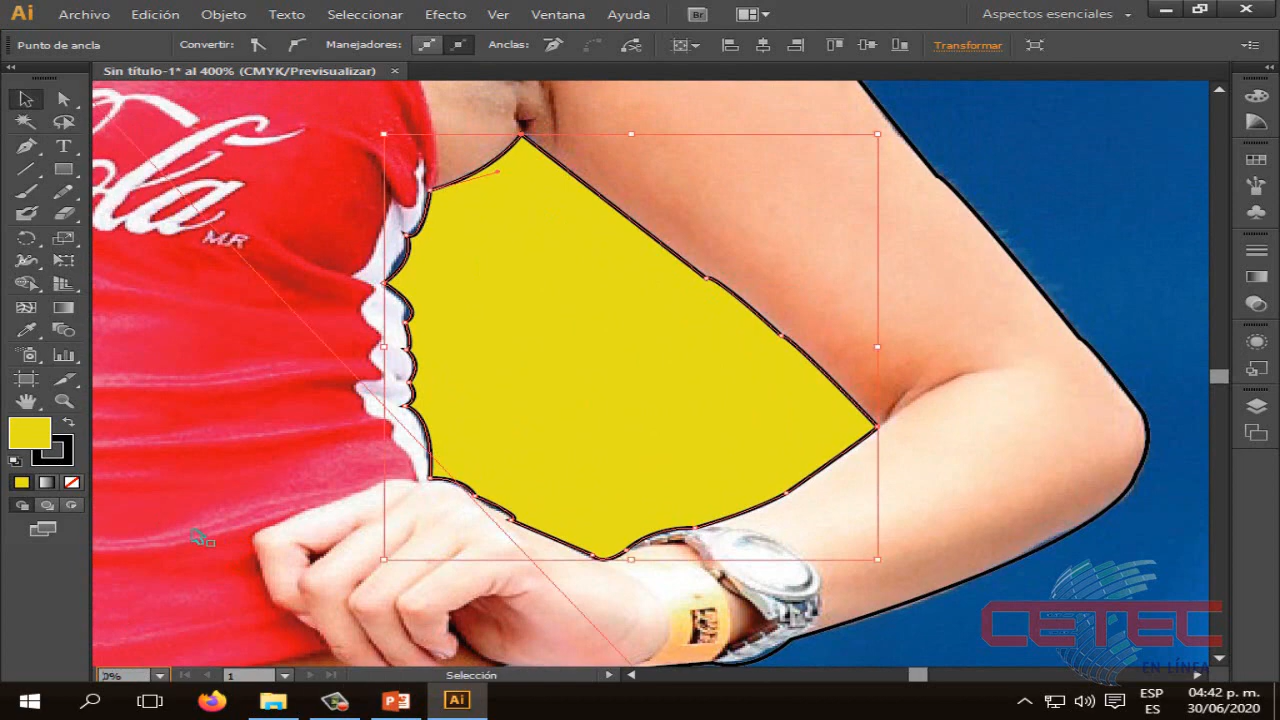 Ai Archivo Edición Objeto Texto Seleccionar Efecto Ver Ventana Ayuda Br Aspectos esenciales
Punto de ancla Convertir: Manejadores: Anclas: Transformar
Sin título-1* al 400% (CMYK/Previsualizar) ×
ola
M.R
CETEC
EN LÍNEA
1 Selección
Ai ESP 04:42 p. m.
ES 30/06/2020